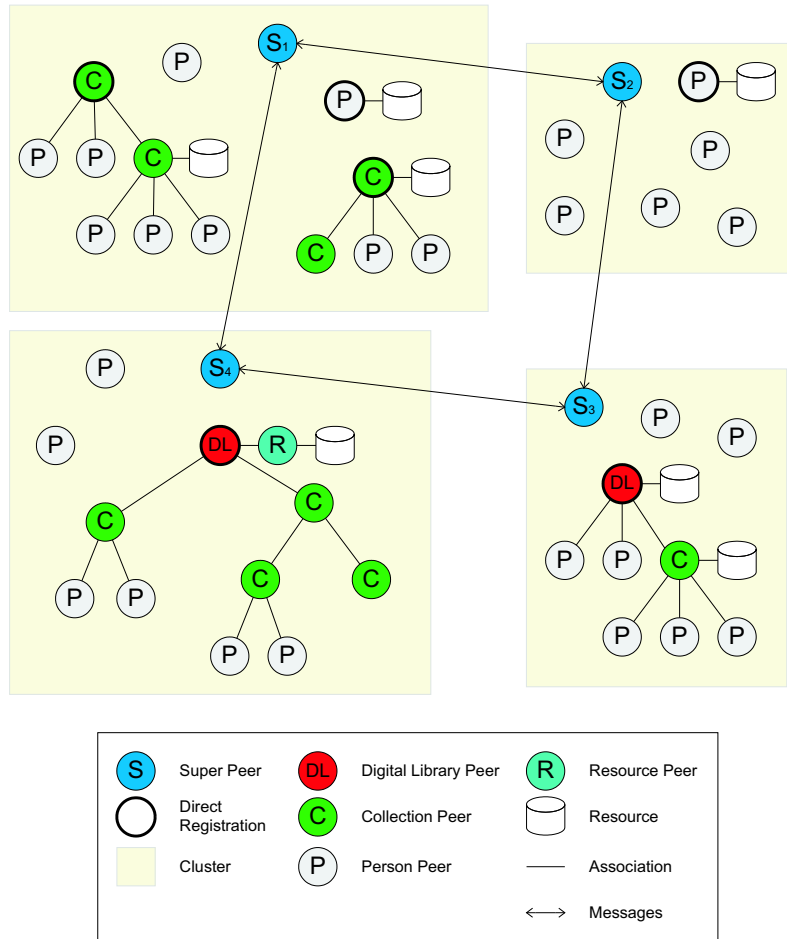 S1
P
S2
P
C
P
P
P
P
P
C
C
P
P
P
P
P
P
P
P
C
P
P
P
S4
S3
P
P
P
DL
R
DL
C
C
P
P
C
C
C
P
P
P
P
P
P
P
P
S Super Peer DL Digital Library Peer R Resource Peer
Direct
Registration
C Collection Peer Resource
Cluster P Person Peer Association
Messages